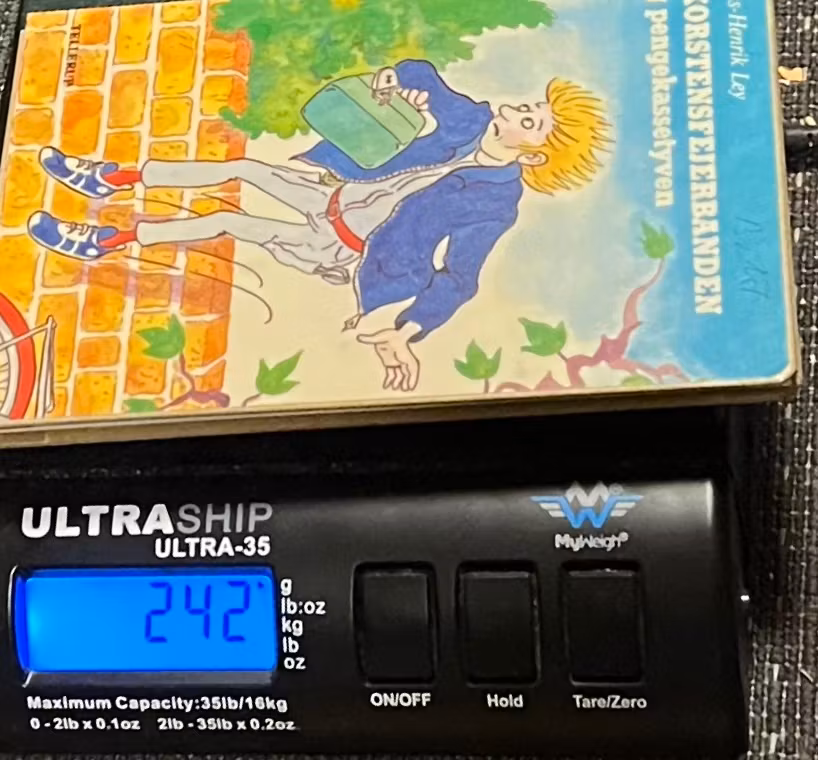 s-Henrik Ley
KORSTENSFEJERBANDEN
pengekassetyven
TELLERUP
ULTRASHIP
ULTRA-35
MyWeigh®
242
g
lb:oz
kg
lb
oz
ON/OFF
Hold
Tare/Zero
Maximum Capacity:35lb/16kg
0-2lb x 0.1oz 2lb-35lb x 0.2oz